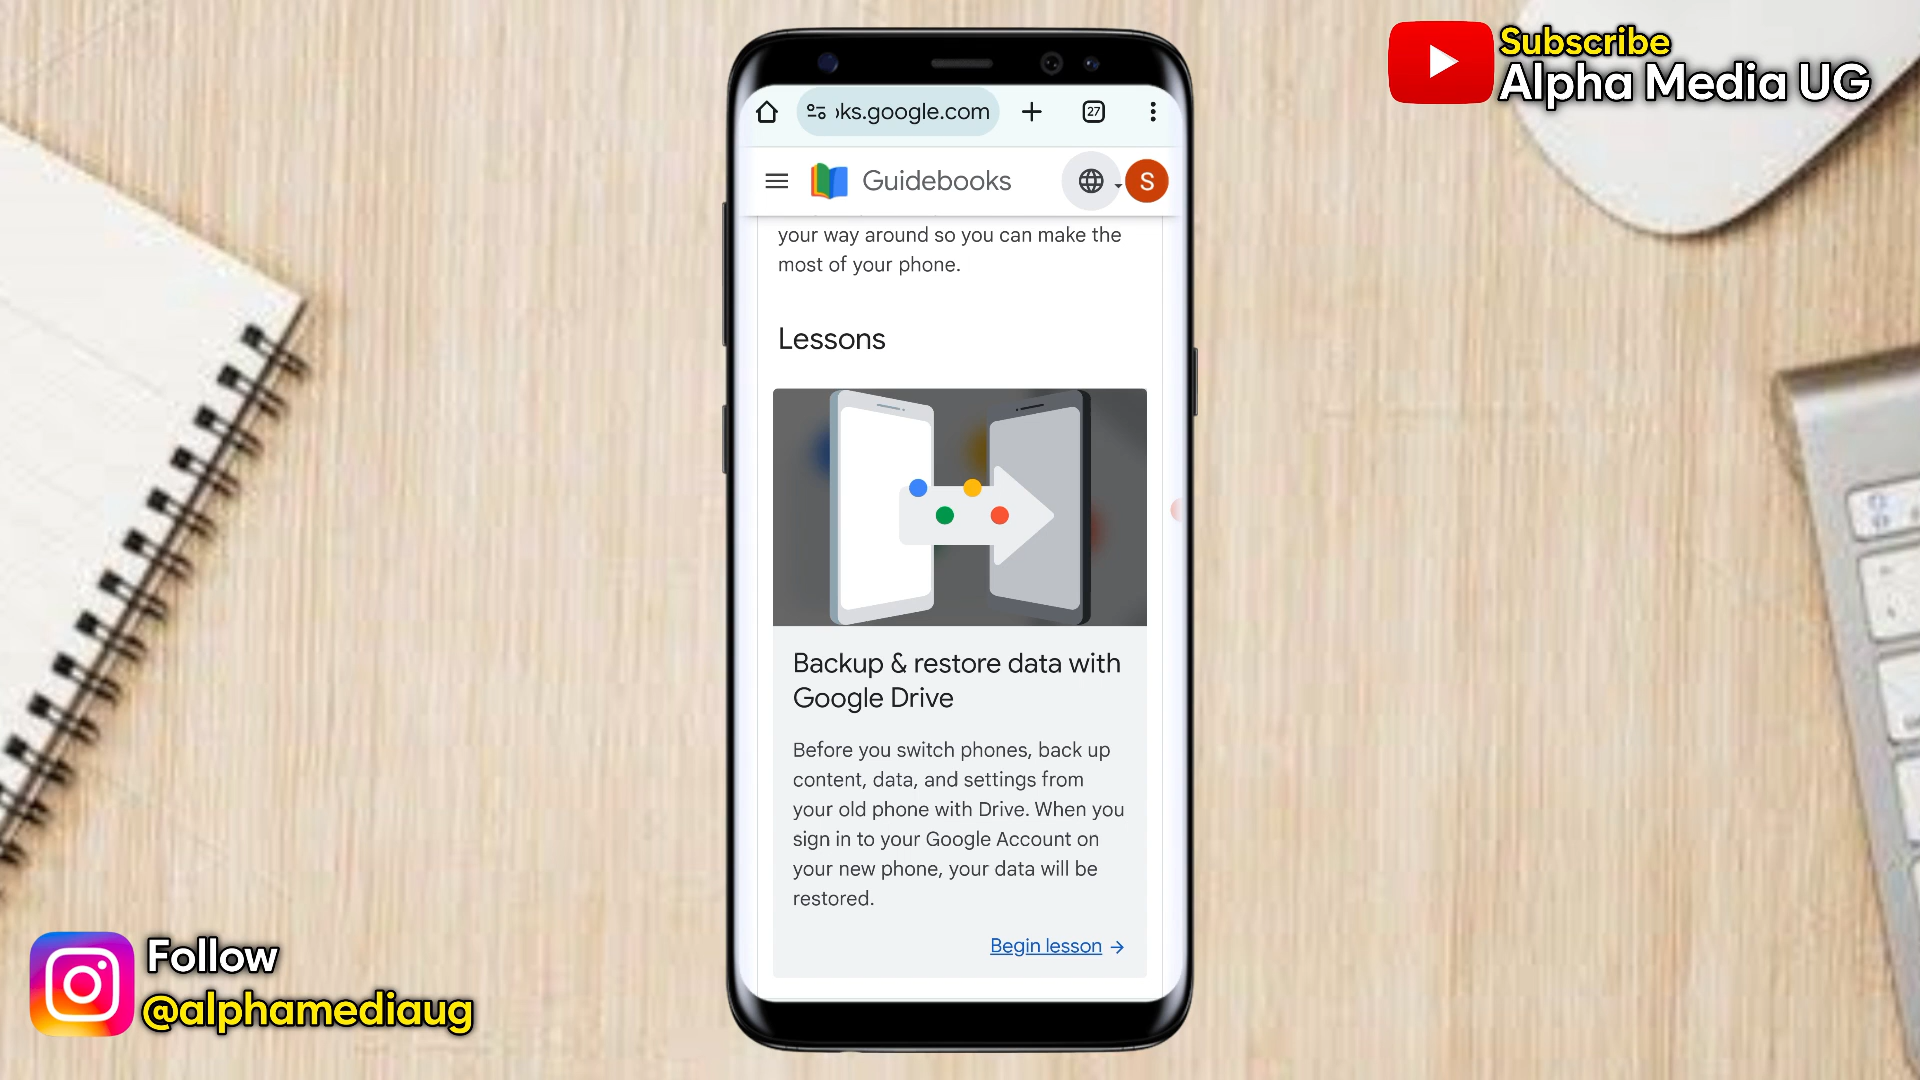 Subscribe
Alpha Media UG
ks.google.com
27
Guidebooks
S
your way around so you can make the
most of your phone.
Lessons
Backup & restore data with
Google Drive
Before you switch phones, back up
content, data, and settings from
your old phone with Drive. When you
sign in to your Google Account on
your new phone, your data will be
restored.
Begin lesson →
Follow
@alphamediaug